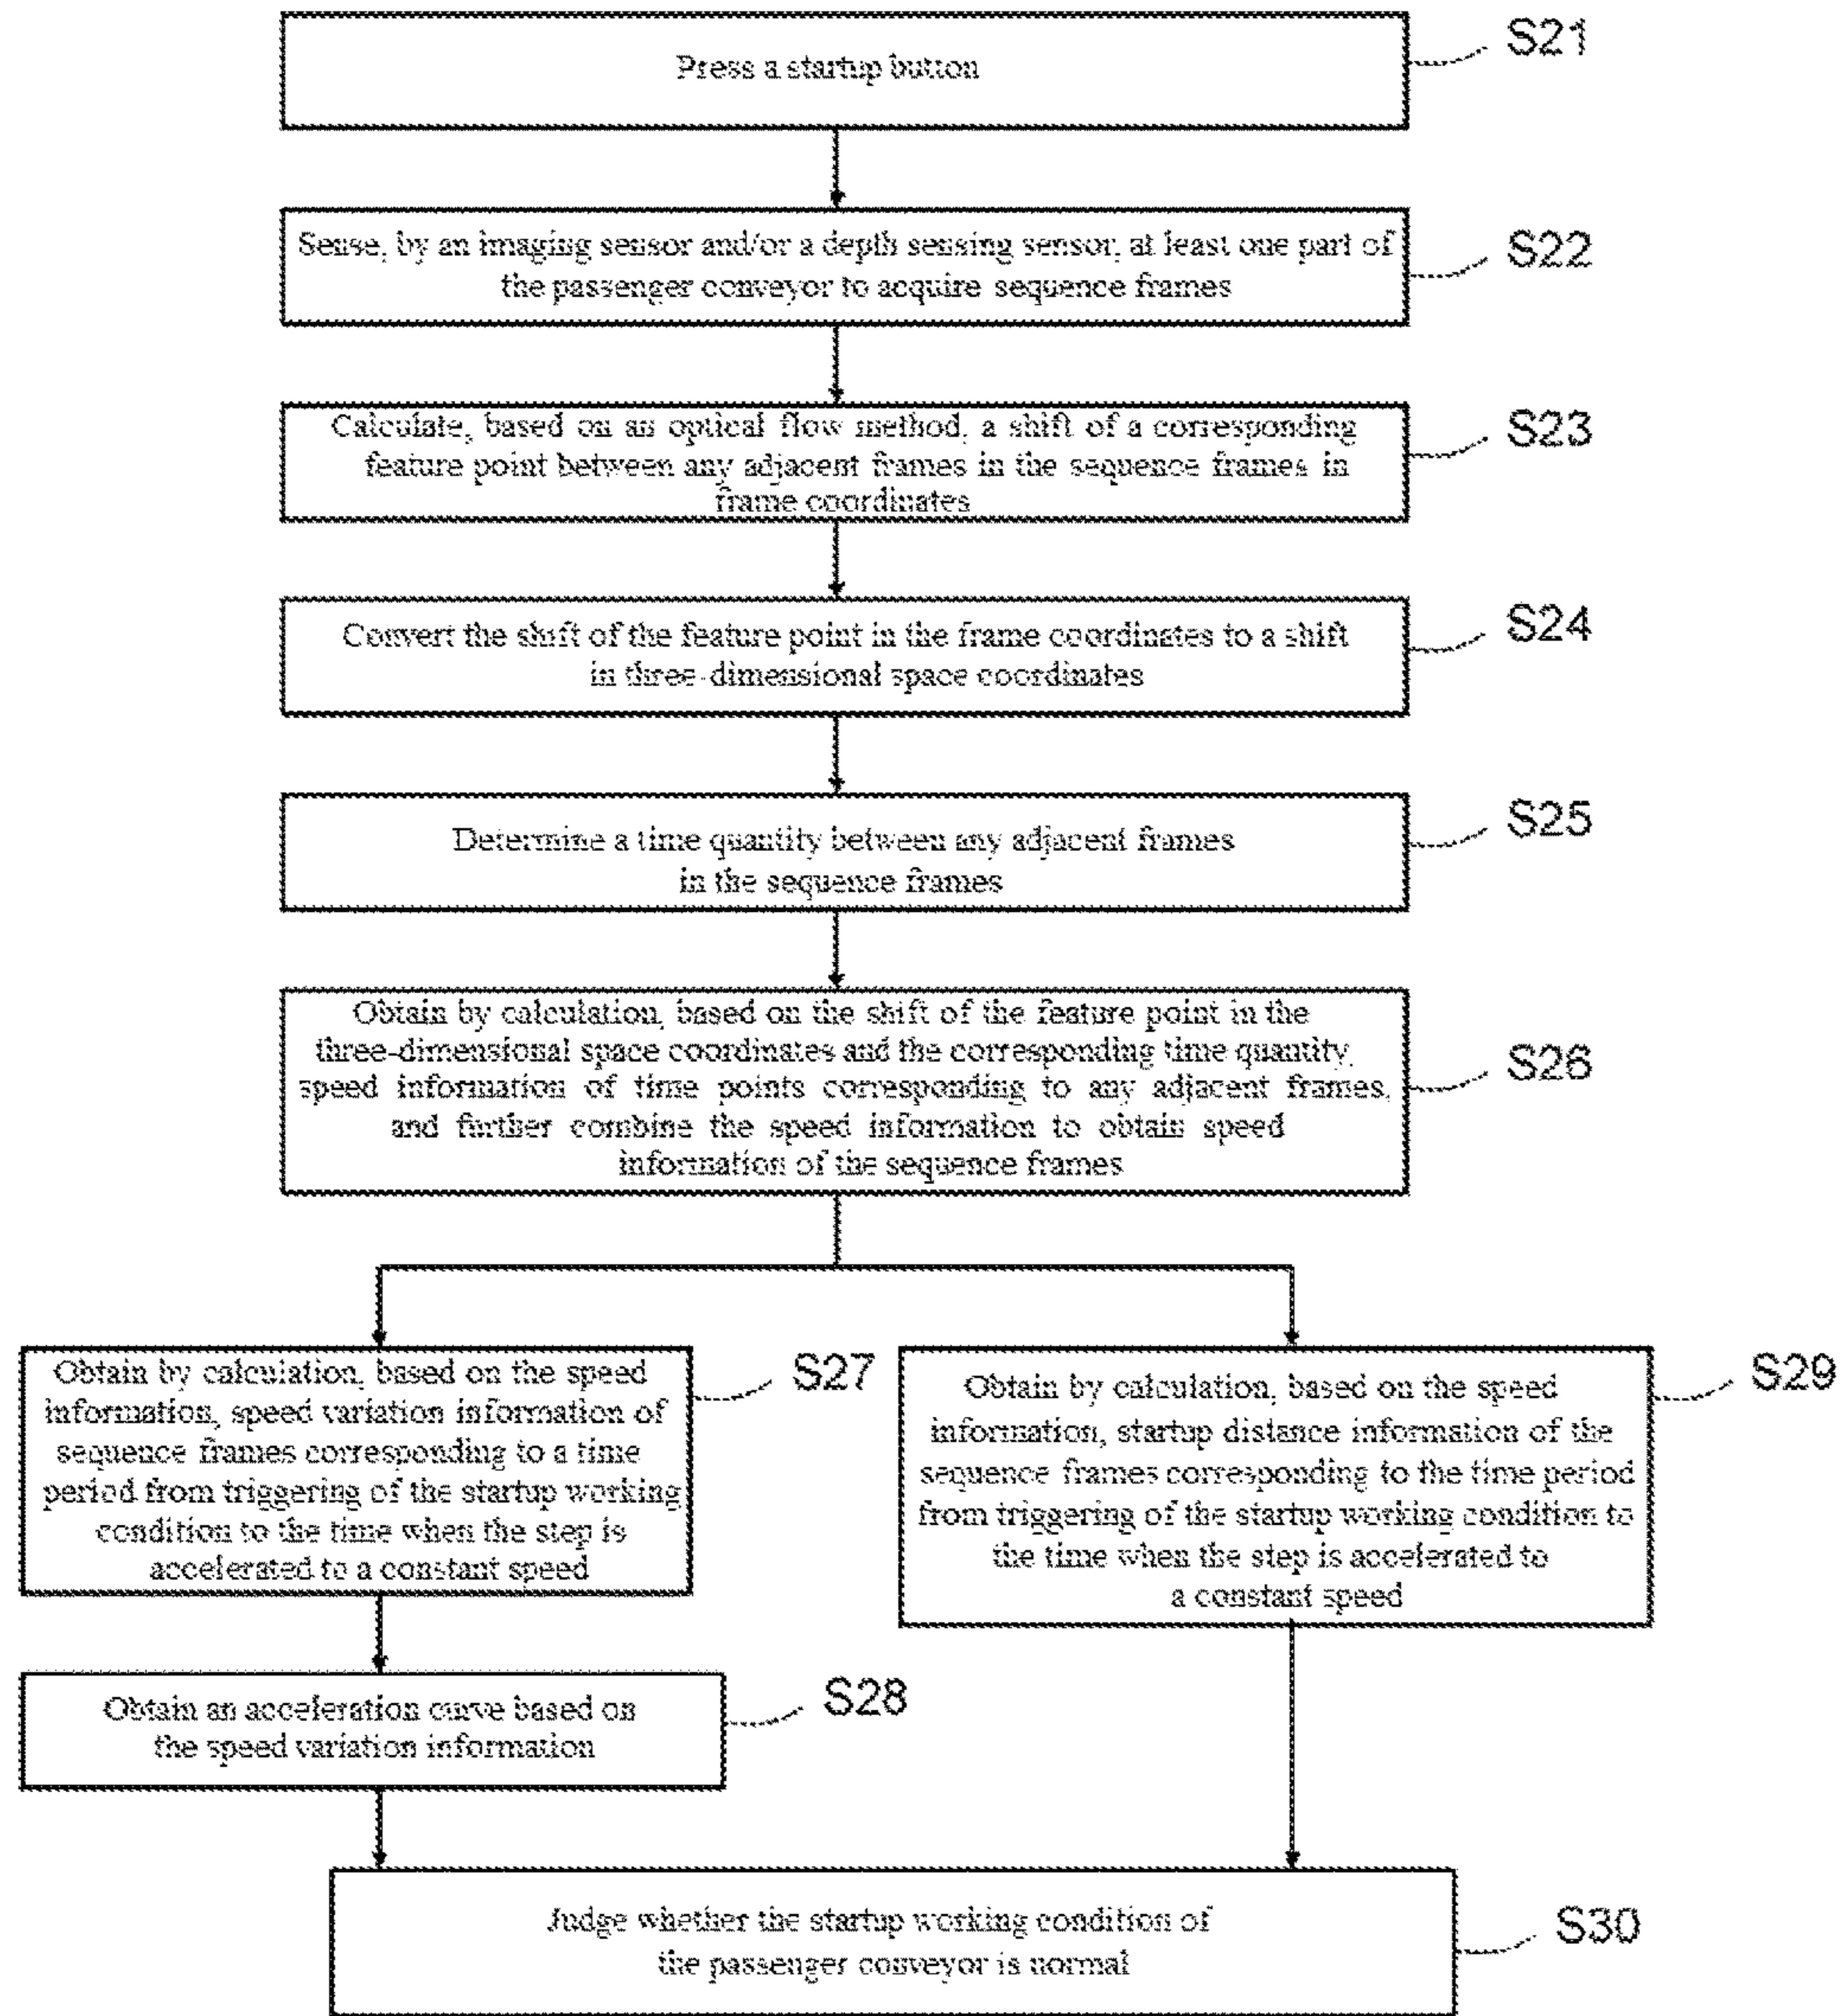 Press a startup button
S21
Sense, by an imaging sensor and/or a depth sensing sensor, at least one part of
the passenger conveyor to acquire sequence frames
S22
Calculate, based on an optical flow method, a shift of a corresponding
feature point between any adjacent frames in the sequence frames in
frame coordinates
S23
Convert the shift of the feature point in the frame coordinates to a shift
in three-dimensional space coordinates
S24
Determine a time quantity between any adjacent frames
in the sequence frames
S25
Obtain by calculation, based on the shift of the feature point in the
three-dimensional space coordinates and the corresponding time quantity,
speed information of time points corresponding to any adjacent frames,
and further combine the speed information to obtain speed
information of the sequence frames
S26
Obtain by calculation, based on the speed
information, speed variation information of
sequence frames corresponding to a time
period from triggering of the startup working
condition to the time when the step is
accelerated to a constant speed
S27
Obtain an acceleration curve based on
the speed variation information
S28
Obtain by calculation, based on the speed
information, startup distance information of the
sequence frames corresponding to the time period
from triggering of the startup working condition to
the time when the step is accelerated to
a constant speed
S29
Judge whether the startup working condition of
the passenger conveyor is normal
S30